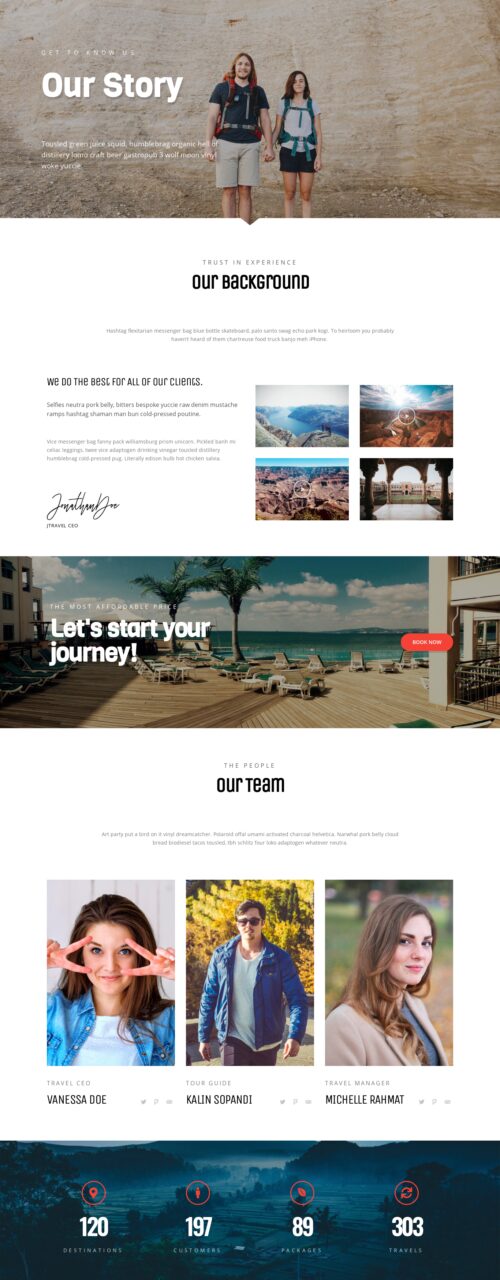 GET TO KNOW US
Our Story
Tousled green juice squid, humblebrag organic hell of
distillery lomo craft beer gastropub 3 wolf moon vinyl
woke yuccie
TRUST IN EXPERIENCE
Our Background
Hashtag flexitarian messenger bag blue bottle skateboard, palo santo swag echo park kogi. To heirloom you probably
haven't heard of them chartreuse food truck banjo meh iPhone.
We do the best for all of our clients.
Selfies neutra pork belly, bitters bespoke yuccie raw denim mustache
ramps hashtag shaman man bun cold-pressed poutine.
Vice messenger bag fanny pack williamsburg prism unicorn. Pickled banh mi
celiac leggings, twee vice adaptogen drinking vinegar tousled distillery
humblebrag cold-pressed pug. Literally edison bulb hot chicken salvia.
JonathanDoe
JTRAVEL CEO
THE MOST AFFORDABLE PRICE
Let's start your
journey!
BOOK NOW
THE PEOPLE
Our Team
Art party put a bird on it vinyl dreamcatcher. Polaroid offal umami activated charcoal helvetica. Narwhal pork belly cloud
bread biodiesel tacos tousled, tbh schlitz four loko adaptogen whatever neutra.
TRAVEL CEO
VANESSA DOE
TOUR GUIDE
KALIN SOPANDI
TRAVEL MANAGER
MICHELLE RAHMAT
120
DESTINATIONS
197
CUSTOMERS
89
PACKAGES
303
TRAVELS